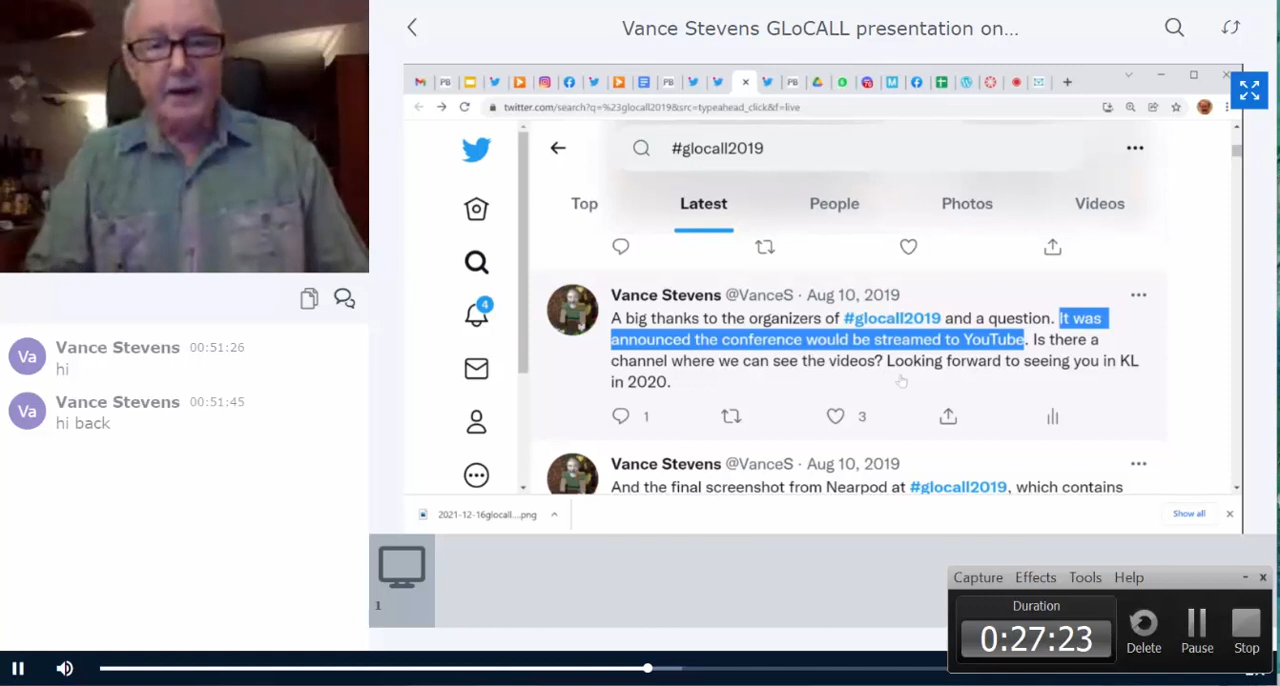 Vance Stevens GLoCALL presentation on...
twitter.com/search?q=%23glocall2019&src=typeahead_click&f=live
#glocall2019
Top
Latest
People
Photos
Videos
4
Vance Stevens @VanceS · Aug 10, 2019
A big thanks to the organizers of #glocall2019 and a question. It was
announced the conference would be streamed to YouTube. Is there a
channel where we can see the videos? Looking forward to seeing you in KL
in 2020.
1
3
Vance Stevens @VanceS · Aug 10, 2019
And the final screenshot from Nearpod at #glocall2019, which contains
2021-12-16glocall....png
Show all
Va
Vance Stevens 00:51:26
hi
Va
Vance Stevens 00:51:45
hi back
1
Capture Effects Tools Help
Duration
0:27:23
Delete
Pause
Stop